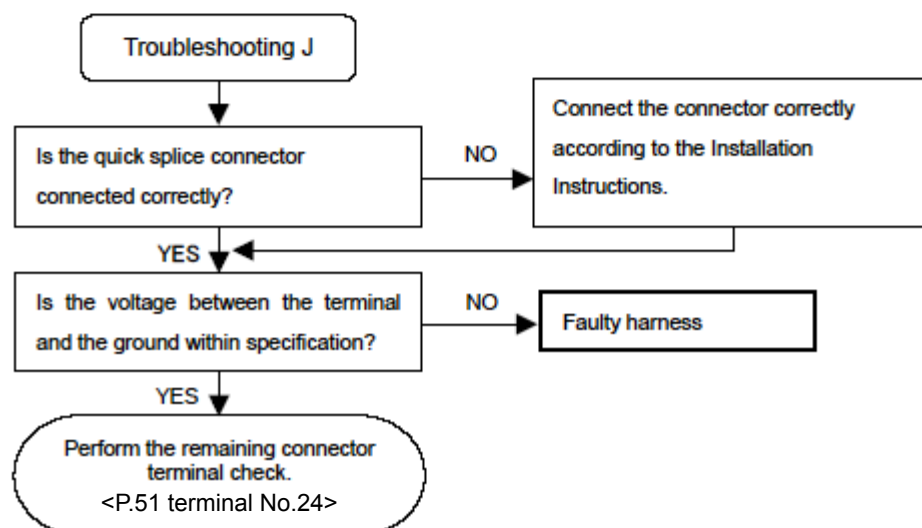 Troubleshooting J
Is the quick splice connector
connected correctly?
NO
Connect the connector correctly
according to the Installation
Instructions.
YES
Is the voltage between the terminal
and the ground within specification?
NO
Faulty harness
YES
Perform the remaining connector
terminal check.
<P.51 terminal No.24>